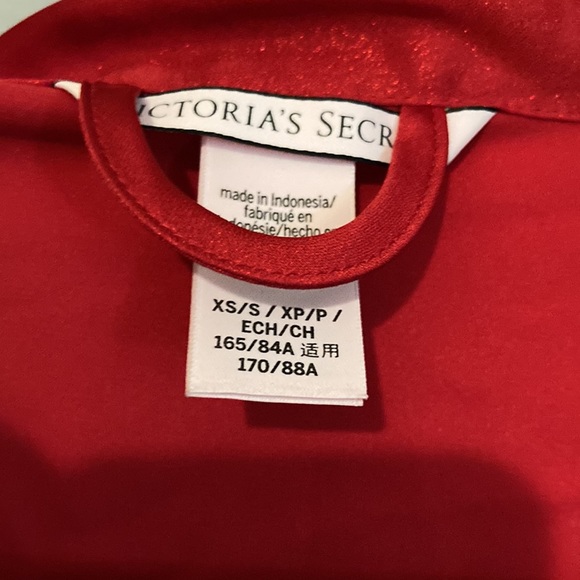 ICTORIA'S SECR
made in Indonesia/
fabriqué en
XS/S / XP/P /
ECH/CH
165/84A 适用
170/88A